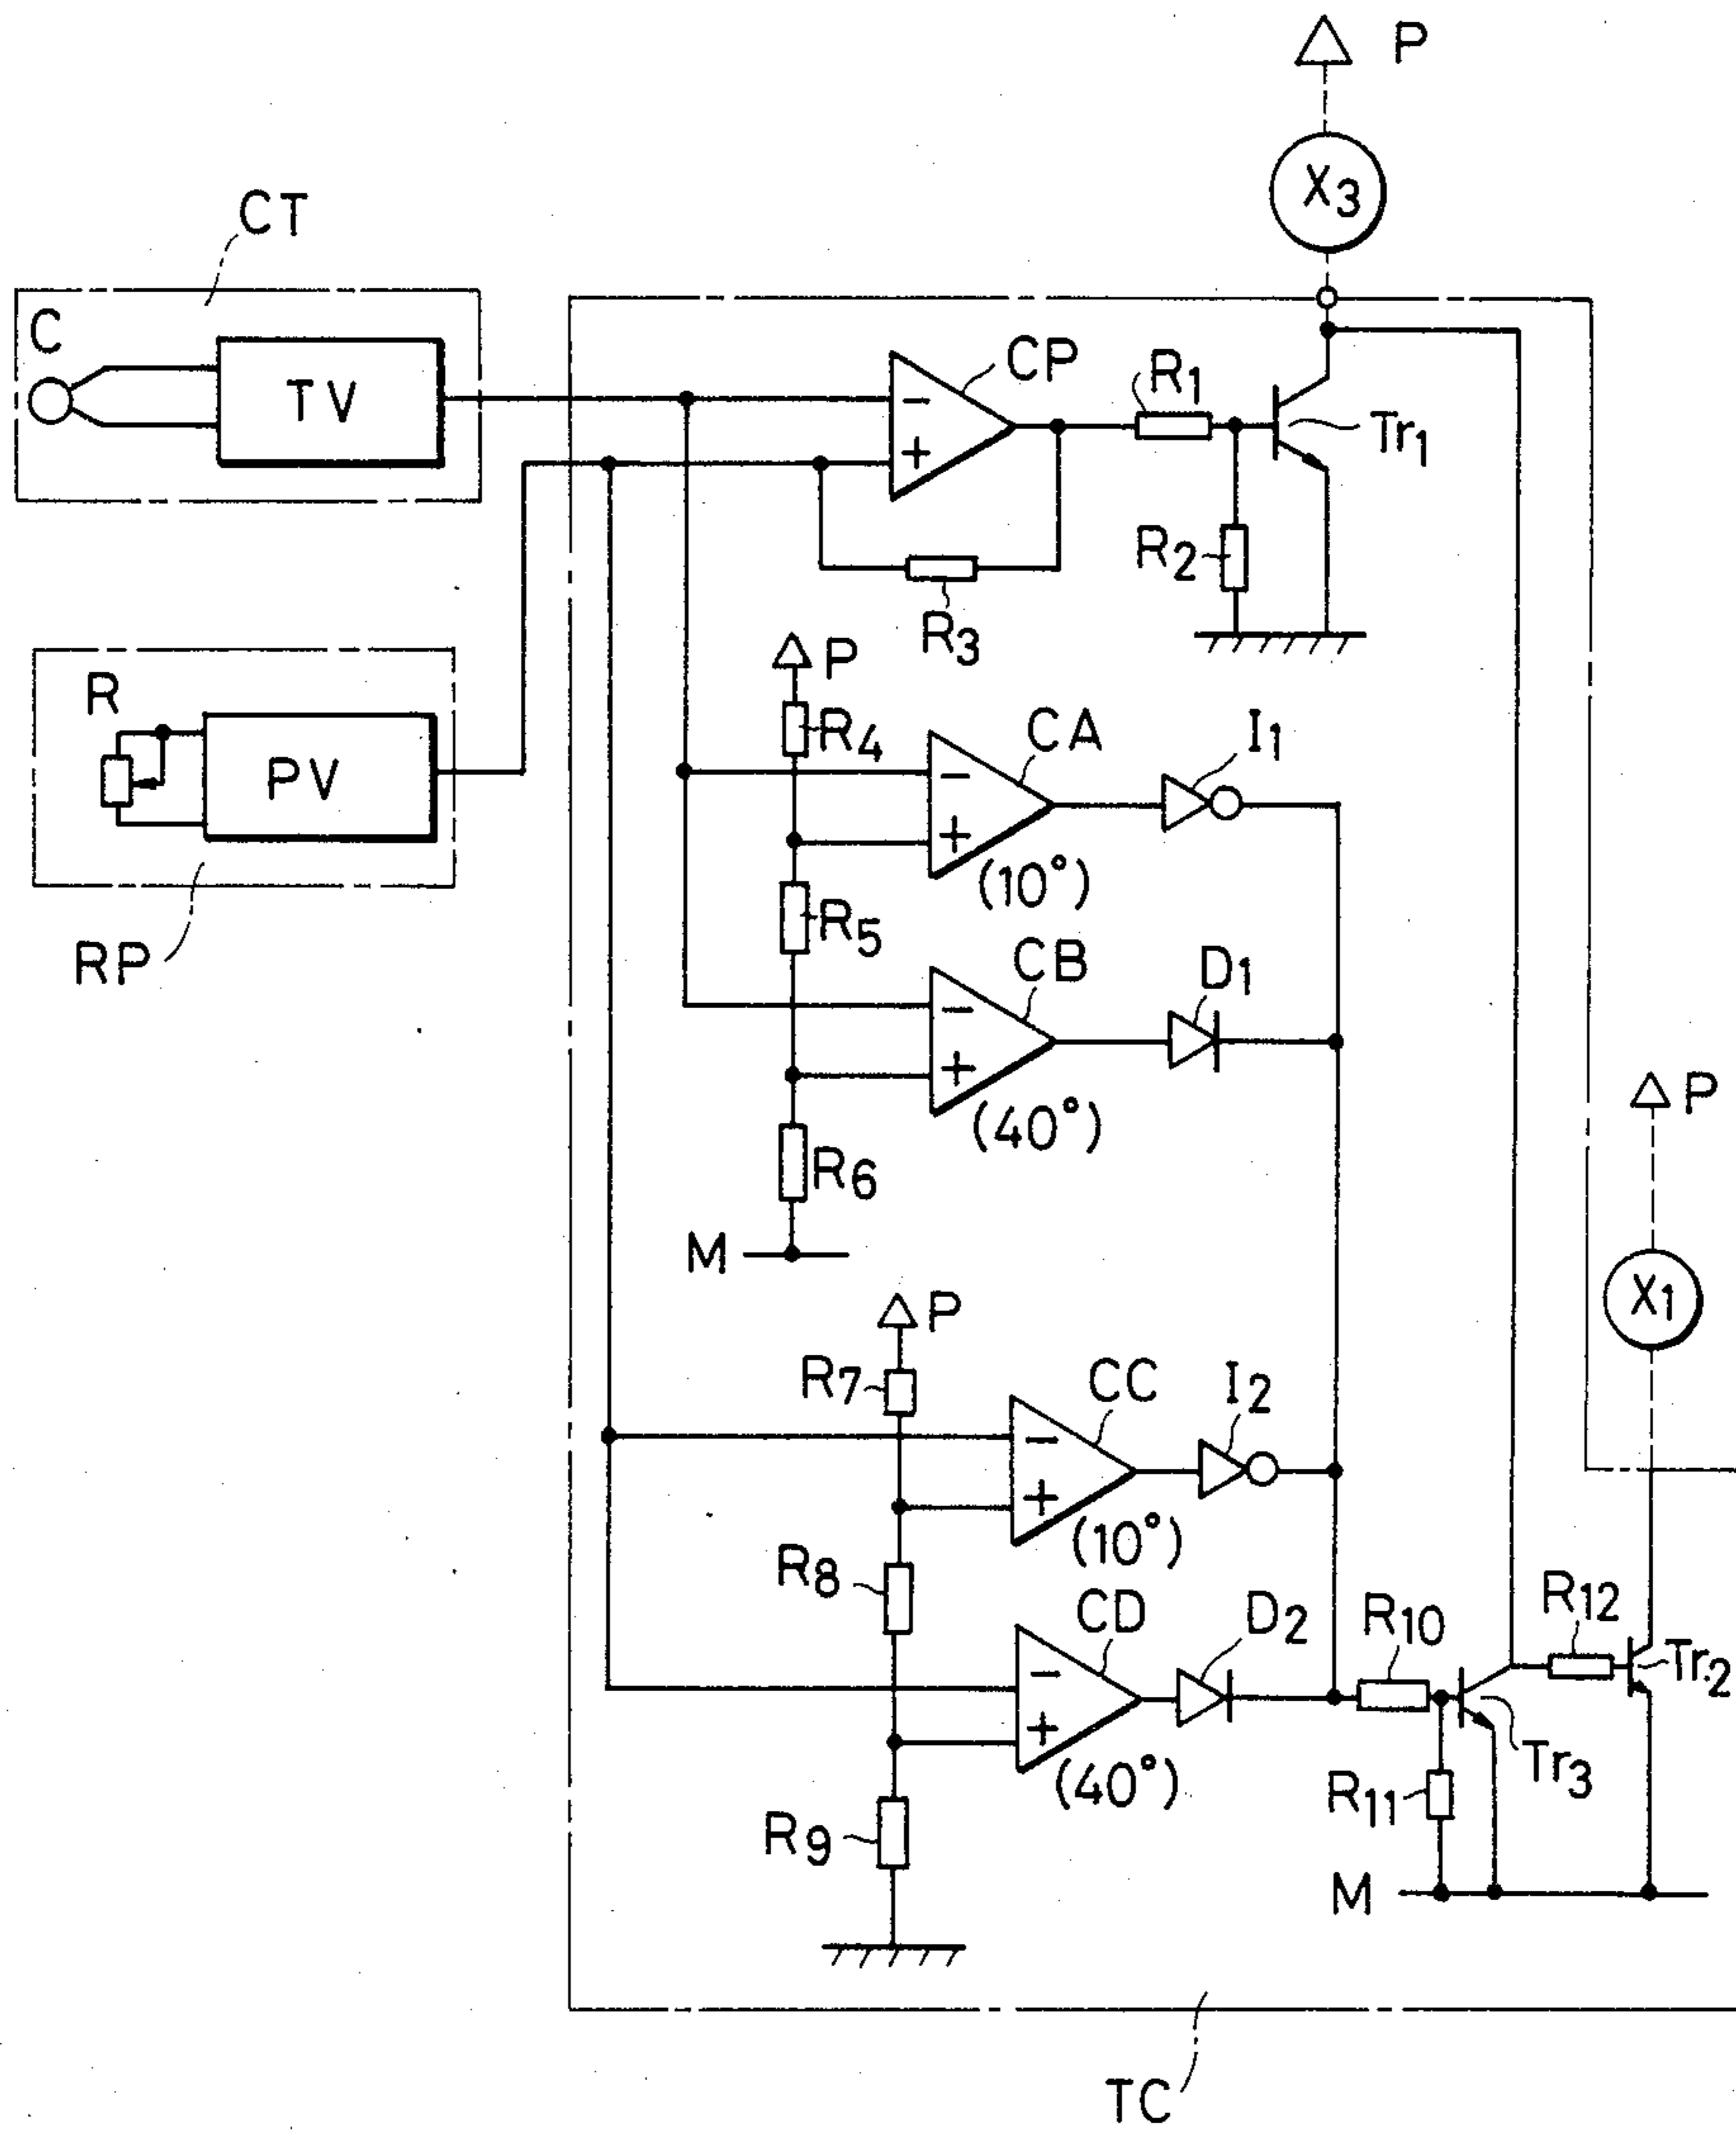 P
X3
CT
C
TV
CP
R1
Tr1
R2
R3
R
PV
RP
P
R4
CA
I1
(10°)
R5
CB
D1
(40°)
R6
M
P
X1
P
R7
CC
I2
(10°)
R8
CD
D2
(40°)
R10
R12
Tr2
Tr3
R11
R9
M
TC
-
+
-
+
-
+
-
+
-
+